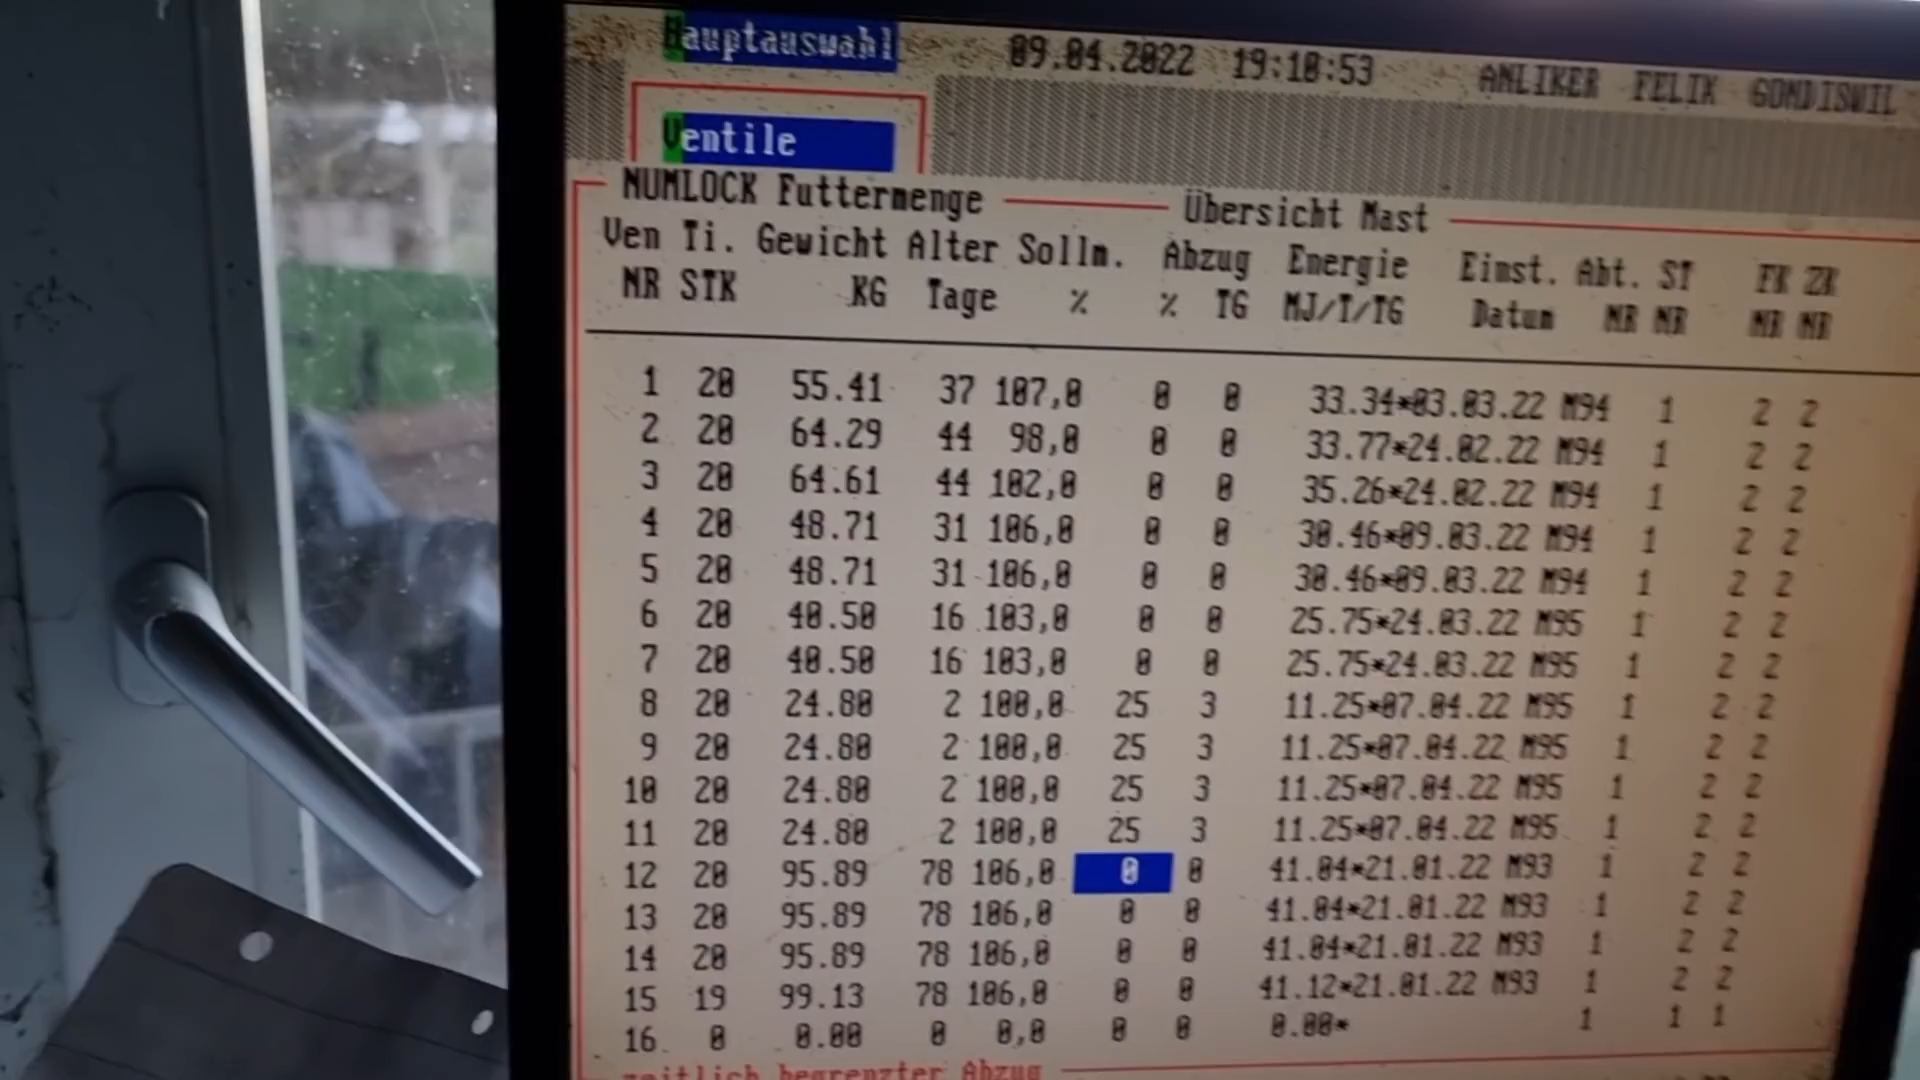 Hauptauswahl 09.04.2022 19:10:53 ANLIKER FELIX GONDISWIL
Ventile
NUMLOCK Futtermenge Übersicht Mast
Ven Ti. Gewicht Alter Sollm. Abzug Energie Einst. Abt. ST FK ZK
NR STK KG Tage % % TG MJ/T/TG Datum NR NR NR NR
1 20 55.41 37 107,0 0 0 33.34*03.03.22 M94 1 2 2
2 20 64.29 44 98,0 0 0 33.77*24.02.22 M94 1 2 2
3 20 64.61 44 102,0 0 0 35.26*24.02.22 M94 1 2 2
4 20 48.71 31 106,0 0 0 30.46*09.03.22 M94 1 2 2
5 20 48.71 31 106,0 0 0 30.46*09.03.22 M94 1 2 2
6 20 40.50 16 103,0 0 0 25.75*24.03.22 M95 1 2 2
7 20 40.50 16 103,0 0 0 25.75*24.03.22 M95 1 2 2
8 20 24.80 2 100,0 25 3 11.25*07.04.22 M95 1 2 2
9 20 24.80 2 100,0 25 3 11.25*07.04.22 M95 1 2 2
10 20 24.80 2 100,0 25 3 11.25*07.04.22 M95 1 2 2
11 20 24.80 2 100,0 25 3 11.25*07.04.22 M95 1 2 2
12 20 95.89 78 106,0 0 0 41.04*21.01.22 M93 1 2 2
13 20 95.89 78 106,0 0 0 41.04*21.01.22 M93 1 2 2
14 20 95.89 78 106,0 0 0 41.04*21.01.22 M93 1 2 2
15 19 99.13 78 106,0 0 0 41.12*21.01.22 M93 1 2 2
16 0 0.00 0 0,0 0 0 0.00* 1 1 1
zeitlich begrenzter Abzug